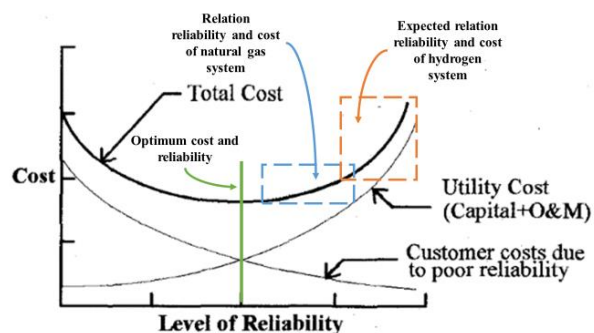 Relation
reliability and cost
of natural gas
system
Expected relation
reliability and cost
of hydrogen
system
Total Cost
Optimum cost and
reliability
Cost
Utility Cost
(Capital+O&M)
Customer costs due
to poor reliability
Level of Reliability